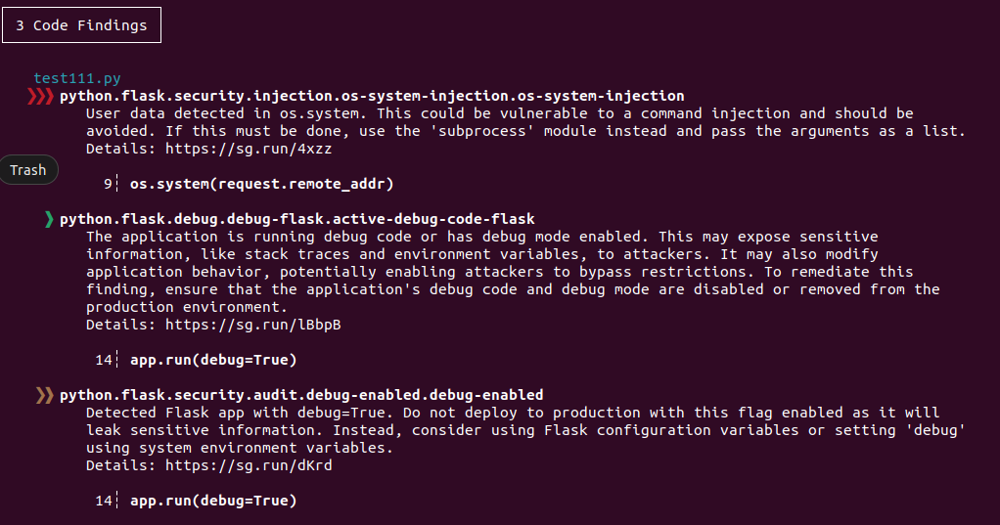 3 Code Findings
test111.py
❯❯❯ python.flask.security.injection.os-system-injection.os-system-injection
User data detected in os.system. This could be vulnerable to a command injection and should be
avoided. If this must be done, use the 'subprocess' module instead and pass the arguments as a list.
Details: https://sg.run/4xzz
Trash
9┆ os.system(request.remote_addr)
❯ python.flask.debug.debug-flask.active-debug-code-flask
The application is running debug code or has debug mode enabled. This may expose sensitive
information, like stack traces and environment variables, to attackers. It may also modify
application behavior, potentially enabling attackers to bypass restrictions. To remediate this
finding, ensure that the application's debug code and debug mode are disabled or removed from the
production environment.
Details: https://sg.run/lBbpB
14┆ app.run(debug=True)
❯❯ python.flask.security.audit.debug-enabled.debug-enabled
Detected Flask app with debug=True. Do not deploy to production with this flag enabled as it will
leak sensitive information. Instead, consider using Flask configuration variables or setting 'debug'
using system environment variables.
Details: https://sg.run/dKrd
14┆ app.run(debug=True)